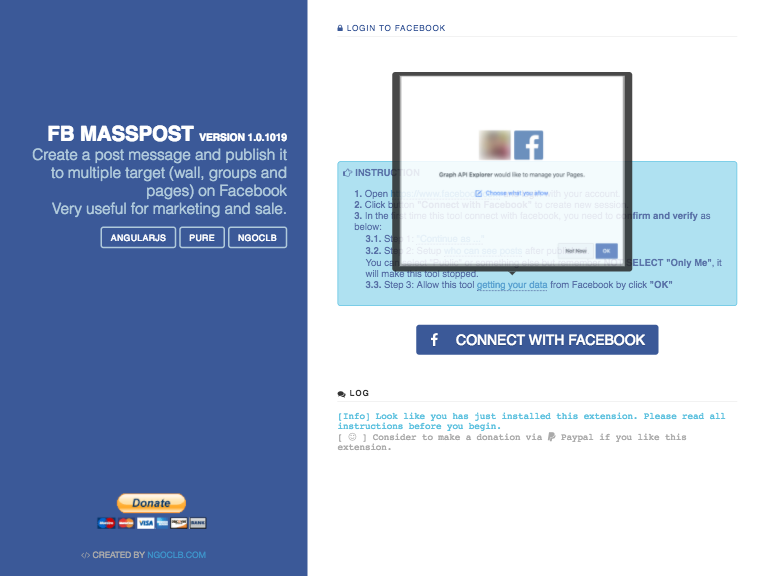 FB MASSPOST VERSION 1.0.1019
Create a post message and publish it
to multiple target (wall, groups and
pages) on Facebook
Very useful for marketing and sale.
ANGULARJS PURE NGOCLB
Donate
VISA
</> CREATED BY NGOCLB.COM
LOGIN TO FACEBOOK
INSTRUCTION
1. Open https://www.facebook with your account.
2. Click button "Connect with Facebook" to create new session.
3. In the first time this tool connect with facebook, you need to confirm and verify as
below:
3.1. Step 1: "Continue as..."
3.2. Step 2: Setup who can see posts after
You can SELECT "Only Me", it
will make this tool stopped.
3.3. Step 3: Allow this tool getting your data from Facebook by click "OK"
Graph API Explorer would like to manage your Pages.
Choose what you allow.
Not Now OK
CONNECT WITH FACEBOOK
LOG
[Info] Look like you has just installed this extension. Please read all
instructions before you begin.
[ ☺ ] Consider to make a donation via Paypal if you like this
extension.